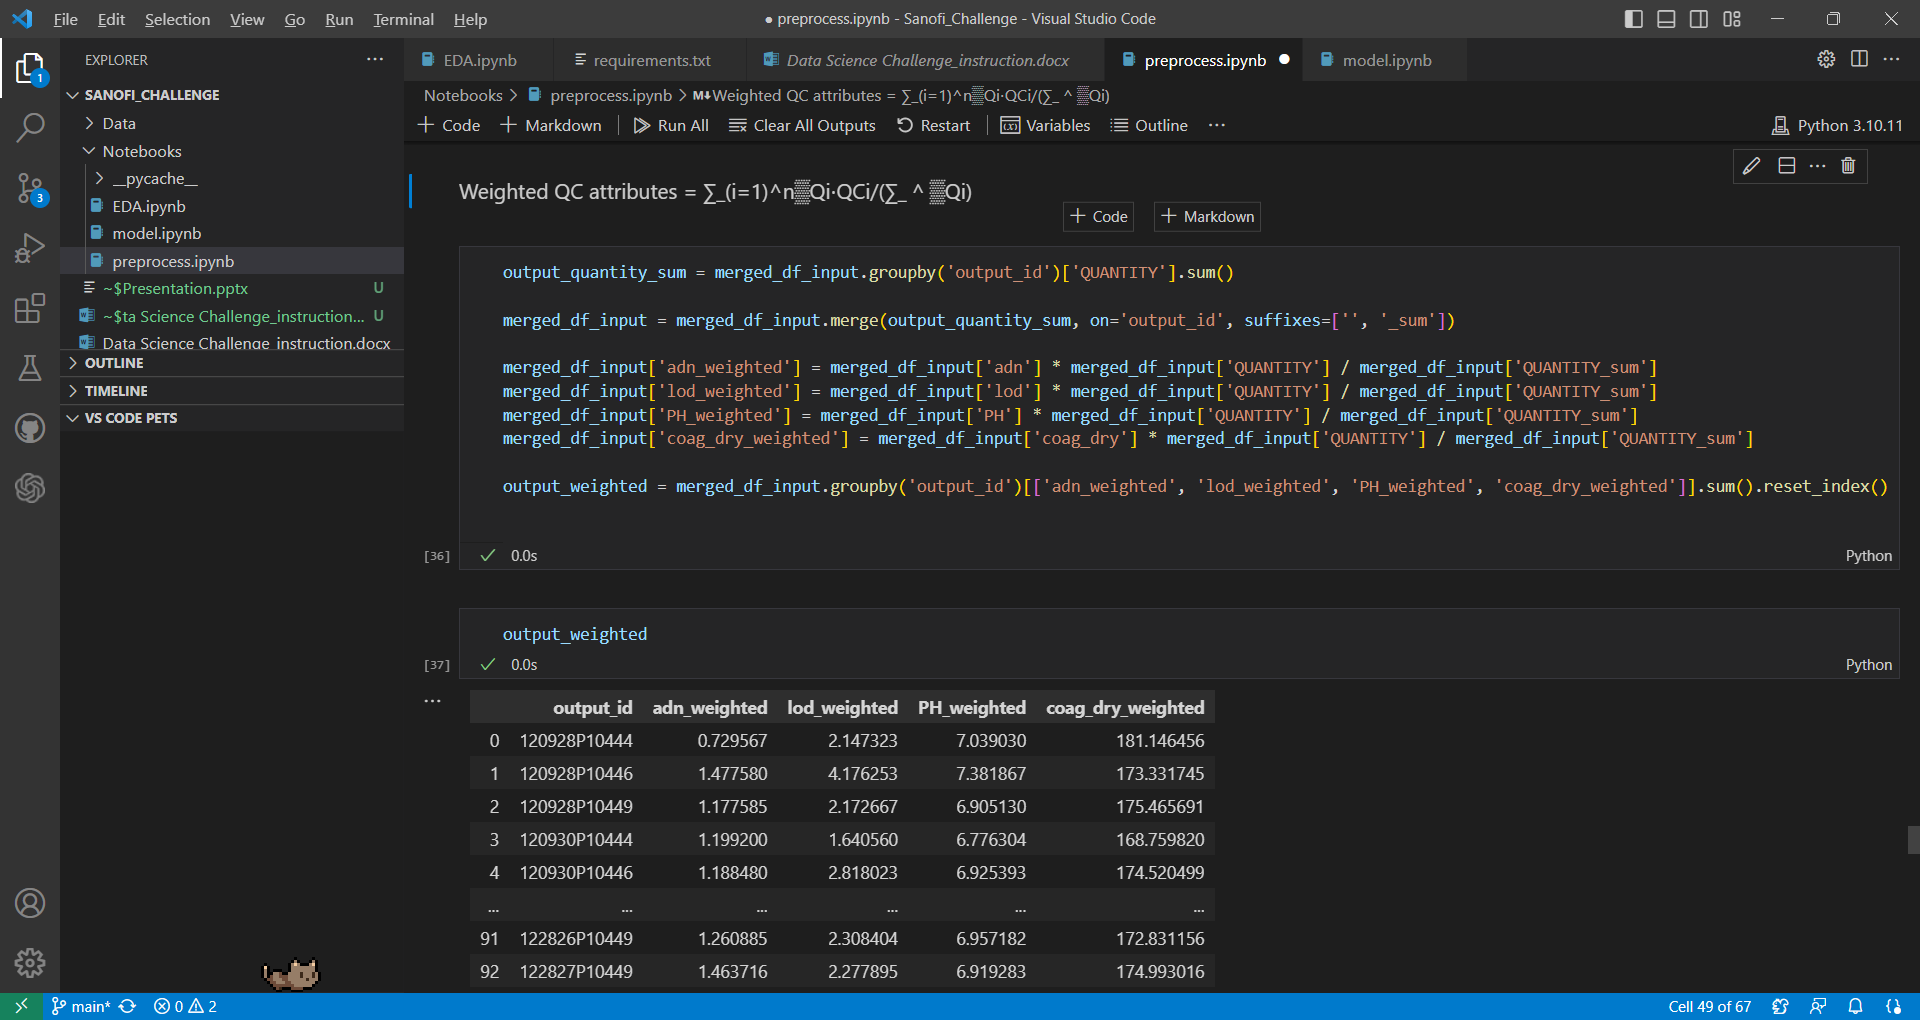 File Edit Selection View Go Run Terminal Help
● preprocess.ipynb - Sanofi_Challenge - Visual Studio Code
EXPLORER ...
SANOFI_CHALLENGE
Data
Notebooks
__pycache__
EDA.ipynb
model.ipynb
preprocess.ipynb
~$Presentation.pptx U
~$ta Science Challenge_instruction... U
Data Science Challenge_instruction.docx
OUTLINE
TIMELINE
VS CODE PETS
1
3
EDA.ipynb requirements.txt Data Science Challenge_instruction.docx preprocess.ipynb ● model.ipynb
Notebooks > preprocess.ipynb > M↓Weighted QC attributes = ∑_(i=1)^n▒Qi·QCi/(∑_ ^ ▒Qi)
+ Code + Markdown | Run All Clear All Outputs Restart | Variables Outline ...
Python 3.10.11
Weighted QC attributes = ∑_(i=1)^n▒Qi·QCi/(∑_ ^ ▒Qi)
+ Code + Markdown
output_quantity_sum = merged_df_input.groupby('output_id')['QUANTITY'].sum()
merged_df_input = merged_df_input.merge(output_quantity_sum, on='output_id', suffixes=['', '_sum'])
merged_df_input['adn_weighted'] = merged_df_input['adn'] * merged_df_input['QUANTITY'] / merged_df_input['QUANTITY_sum']
merged_df_input['lod_weighted'] = merged_df_input['lod'] * merged_df_input['QUANTITY'] / merged_df_input['QUANTITY_sum']
merged_df_input['PH_weighted'] = merged_df_input['PH'] * merged_df_input['QUANTITY'] / merged_df_input['QUANTITY_sum']
merged_df_input['coag_dry_weighted'] = merged_df_input['coag_dry'] * merged_df_input['QUANTITY'] / merged_df_input['QUANTITY_sum']
output_weighted = merged_df_input.groupby('output_id')[['adn_weighted', 'lod_weighted', 'PH_weighted', 'coag_dry_weighted']].sum().reset_index()
[36] ✓ 0.0s Python
output_weighted
[37] ✓ 0.0s Python
...
output_id adn_weighted lod_weighted PH_weighted coag_dry_weighted
0 120928P10444 0.729567 2.147323 7.039030 181.146456
1 120928P10446 1.477580 4.176253 7.381867 173.331745
2 120928P10449 1.177585 2.172667 6.905130 175.465691
3 120930P10444 1.199200 1.640560 6.776304 168.759820
4 120930P10446 1.188480 2.818023 6.925393 174.520499
... ... ... ... ... ...
91 122826P10449 1.260885 2.308404 6.957182 172.831156
92 122827P10449 1.463716 2.277895 6.919283 174.993016
main* 0 2
Cell 49 of 67